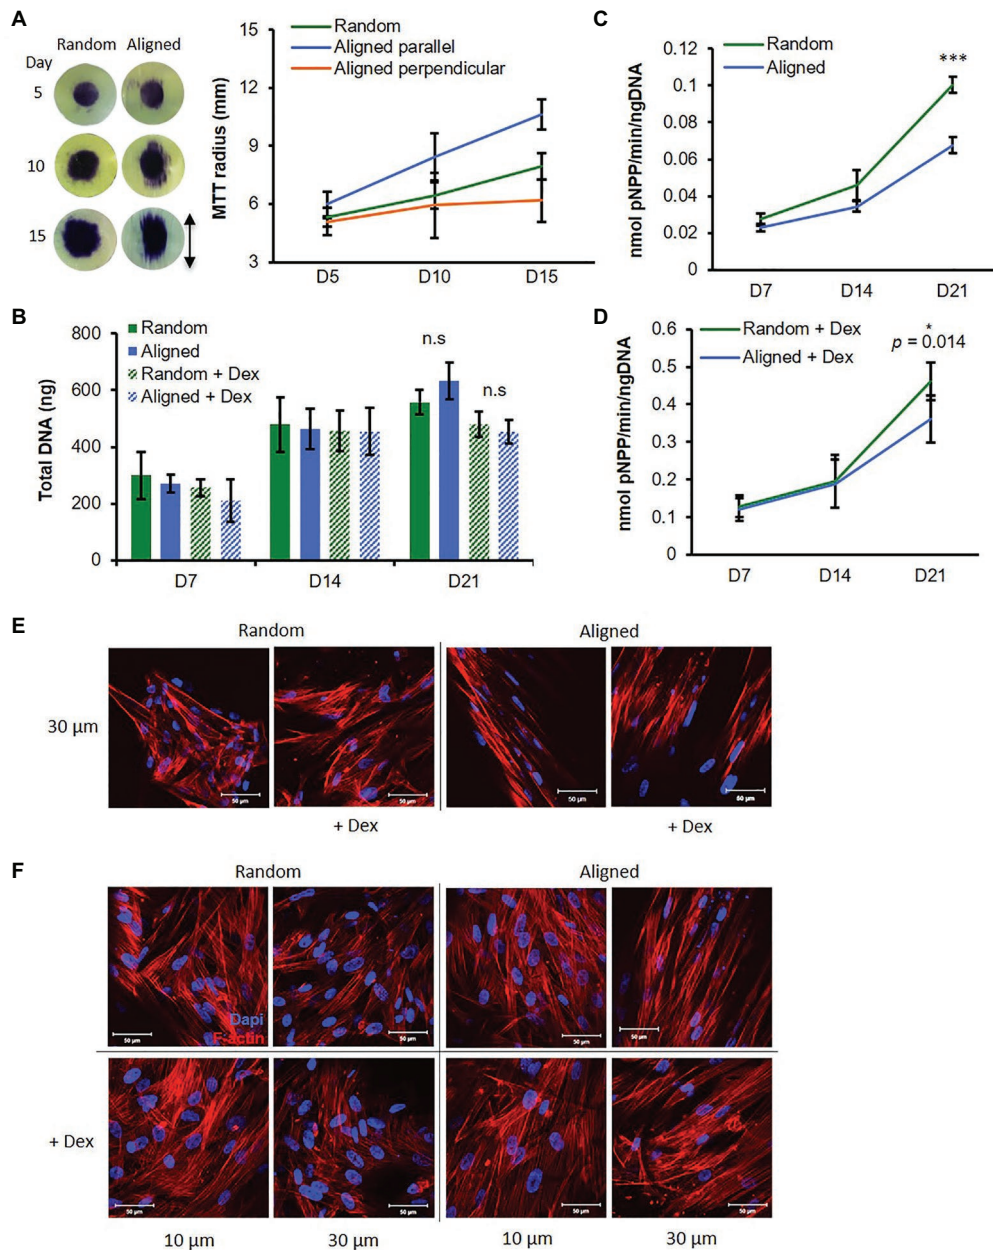 A
Random Aligned
Day
5
10
15
MTT radius (mm)
15
12
9
6
3
Random
Aligned parallel
Aligned perpendicular
D5 D10 D15
B
Total DNA (ng)
800
600
400
200
0
Random
Aligned
Random + Dex
Aligned + Dex
n.s
n.s
D7 D14 D21
C
nmol pNPP/min/ngDNA
0.12
0.1
0.08
0.06
0.04
0.02
0
Random
Aligned
***
D7 D14 D21
D
nmol pNPP/min/ngDNA
0.6
0.5
0.4
0.3
0.2
0.1
0
Random + Dex
Aligned + Dex
*
p = 0.014
D7 D14 D21
E
Random Aligned
30 µm
50 µm 50 µm 50 µm 50 µm
+ Dex + Dex
F
Random Aligned
Dapi
F-actin
50 µm 50 µm 50 µm 50 µm
+ Dex
50 µm 50 µm 50 µm 50 µm
10 µm 30 µm 10 µm 30 µm